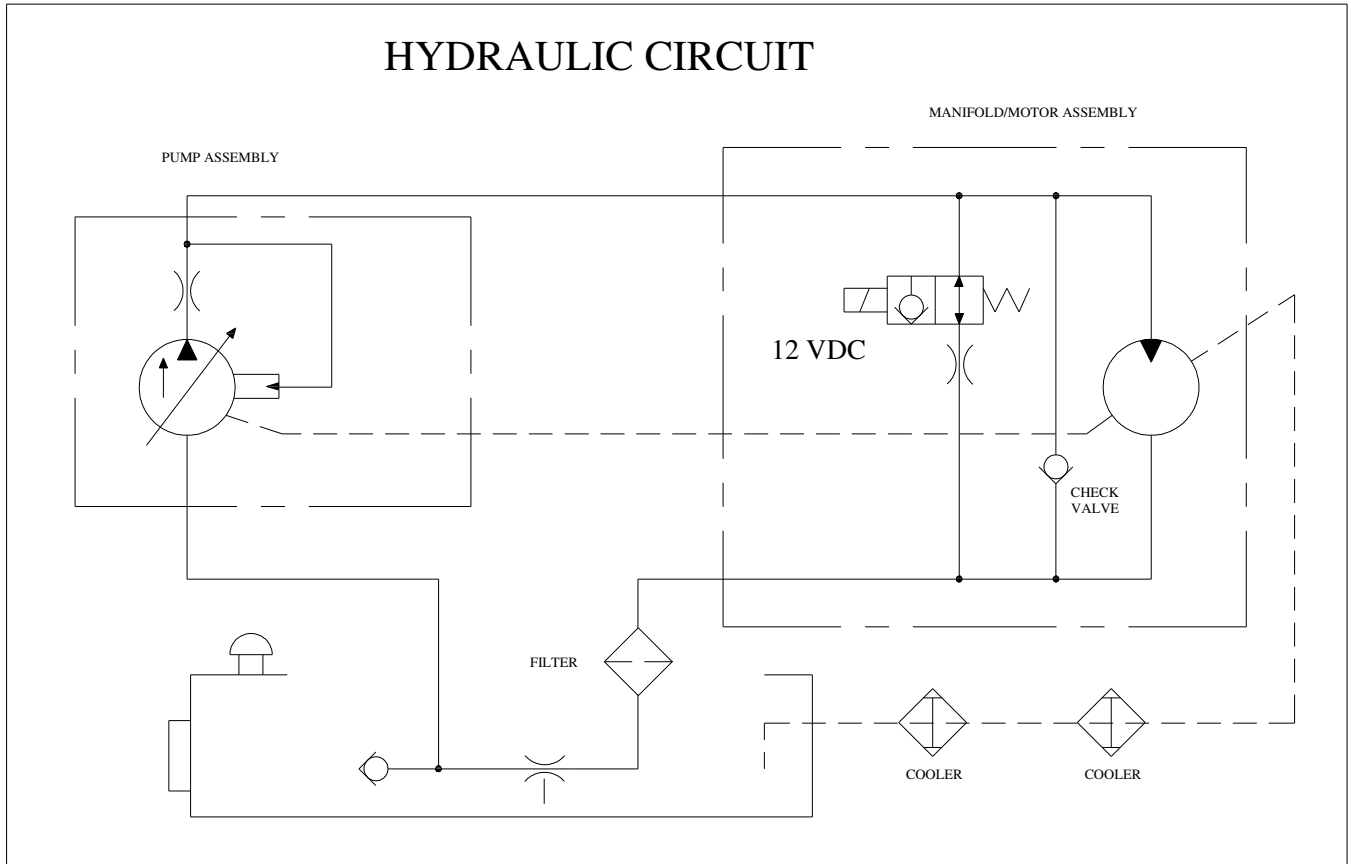 HYDRAULIC CIRCUIT
MANIFOLD/MOTOR ASSEMBLY
PUMP ASSEMBLY
12 VDC
CHECK
VALVE
FILTER
COOLER
COOLER